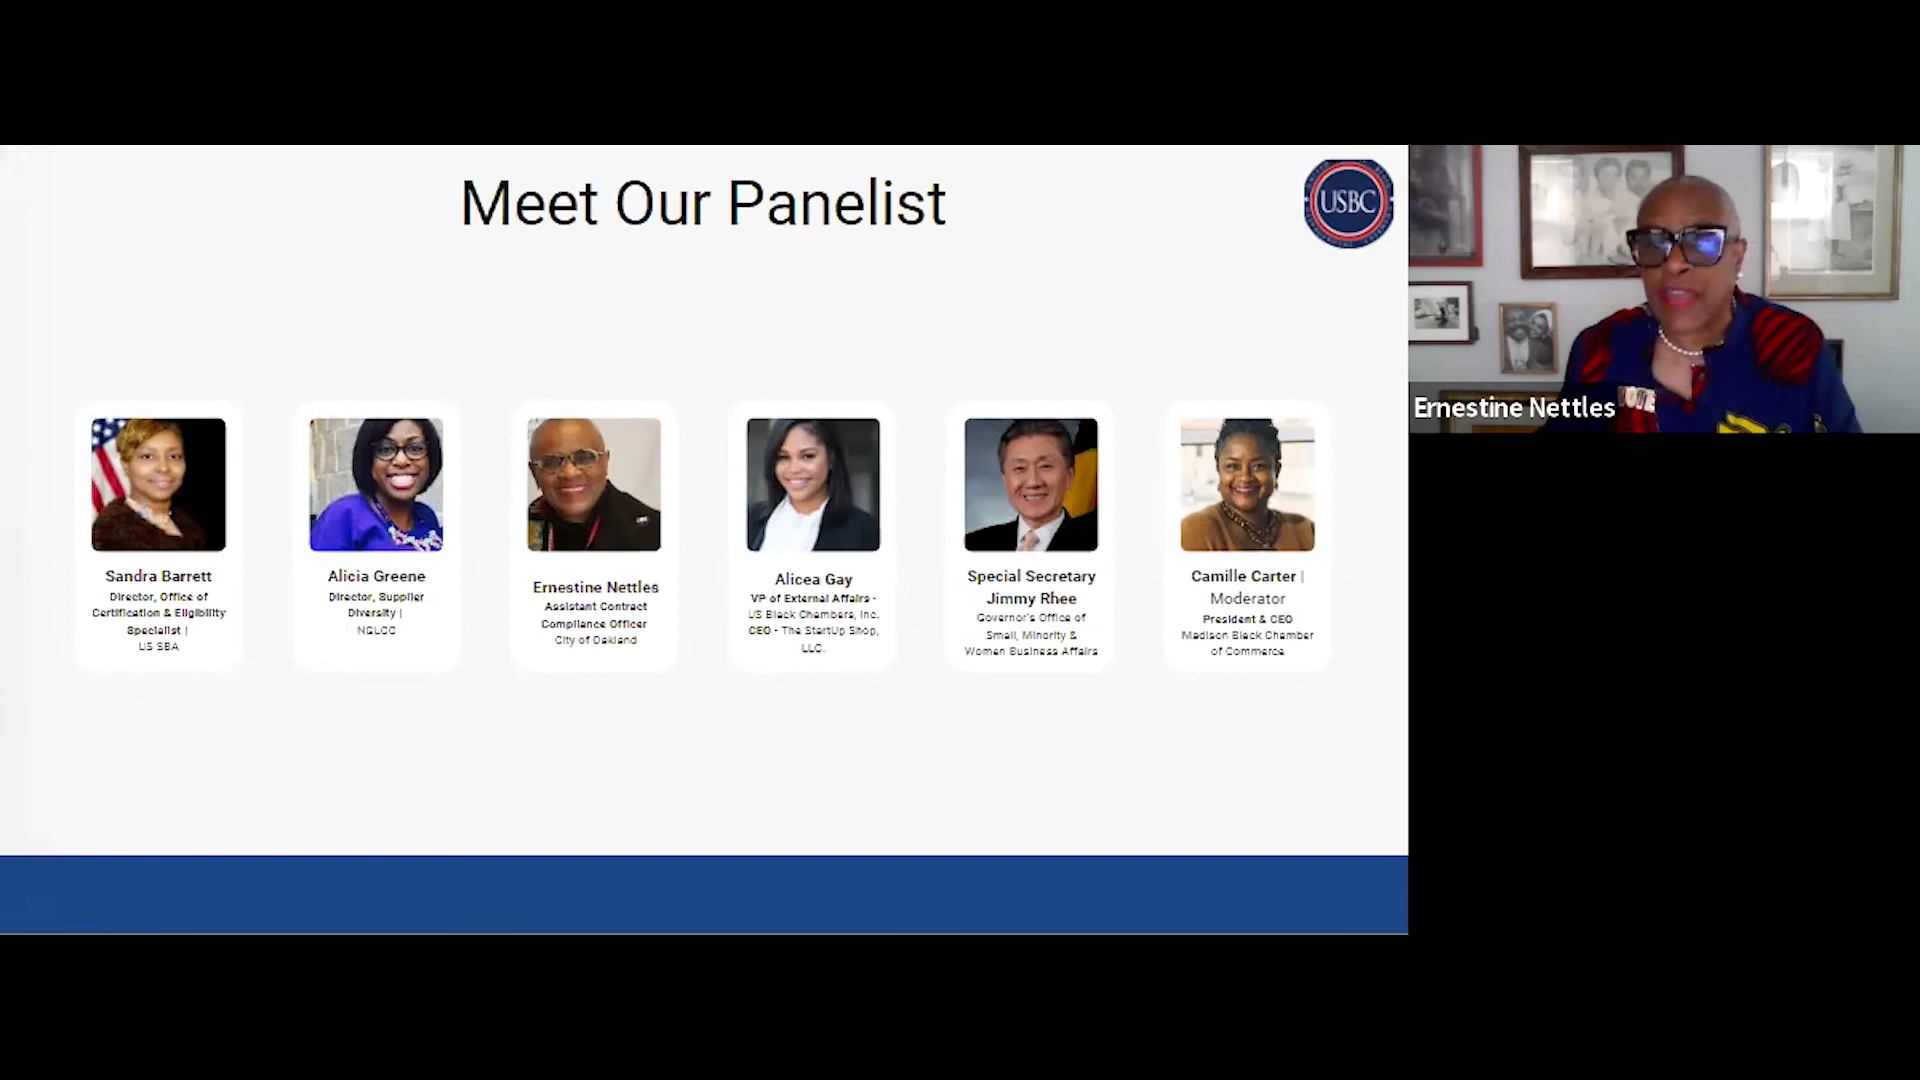 Meet Our Panelist
USBC
Sandra Barrett
Director, Office of
Certification & Eligibility
Specialist |
US SBA
Alicia Greene
Director, Supplier
Diversity |
NGLCC
Ernestine Nettles
Assistant Contract
Compliance Officer
City of Oakland
Alicea Gay
VP of External Affairs -
US Black Chambers, Inc.
CEO - The StartUp Shop,
LLC.
Special Secretary
Jimmy Rhee
Governor's Office of
Small, Minority &
Women Business Affairs
Camille Carter |
Moderator
President & CEO
Madison Black Chamber
of Commerce
Ernestine Nettles
VOTE